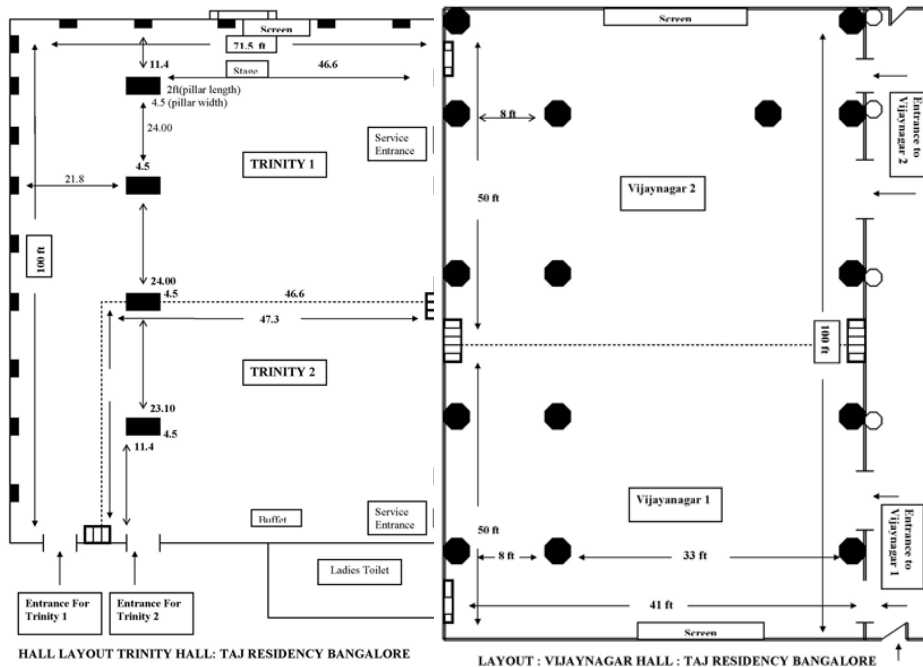 Screen
71.5 ft
11.4
46.6
Stage
2ft(pillar length)
4.5 (pillar width)
24.00
Service
Entrance
TRINITY 1
4.5
21.8
100 ft
24.00
4.5
46.6
47.3
TRINITY 2
23.10
4.5
11.4
Buffet
Service
Entrance
Ladies Toilet
Entrance For
Trinity 1
Entrance For
Trinity 2
HALL LAYOUT TRINITY HALL: TAJ RESIDENCY BANGALORE
Screen
8 ft
Entrance to
Vijaynagar 2
Vijaynagar 2
50 ft
100 ft
Vijayanagar 1
50 ft
8 ft
33 ft
Entrance to
Vijaynagar 1
41 ft
Screen
LAYOUT : VIJAYNAGAR HALL : TAJ RESIDENCY BANGALORE